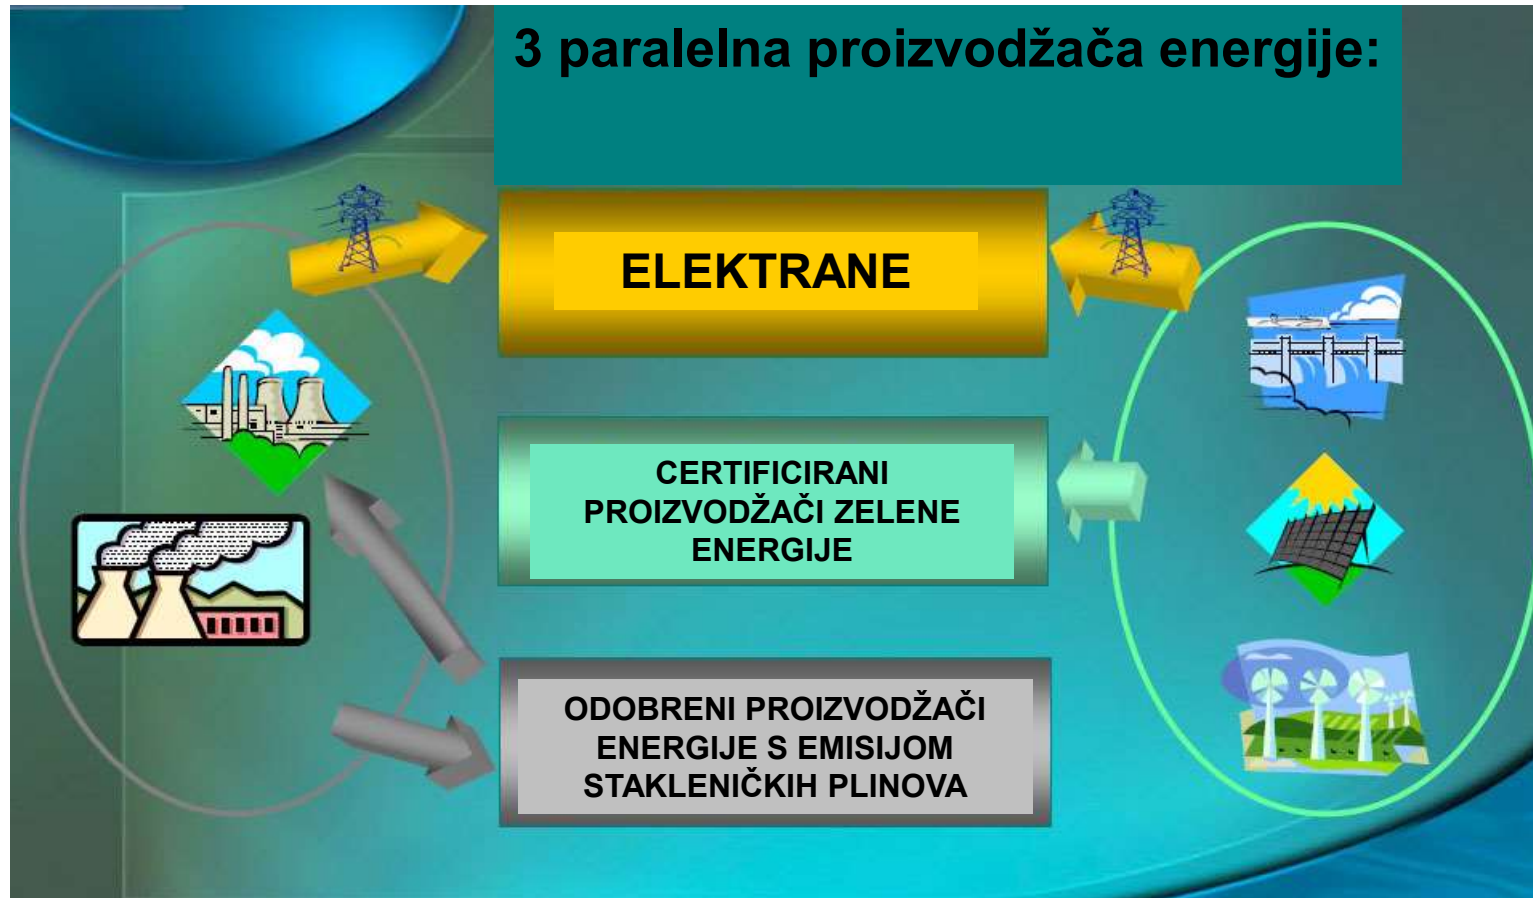 3 paralelna proizvodžača energije:
ELEKTRANE
CERTIFICIRANI
PROIZVODŽAČI ZELENE
ENERGIJE
ODOBRENI PROIZVODŽAČI
ENERGIJE S EMISIJOM
STAKLENIČKIH PLINOVA